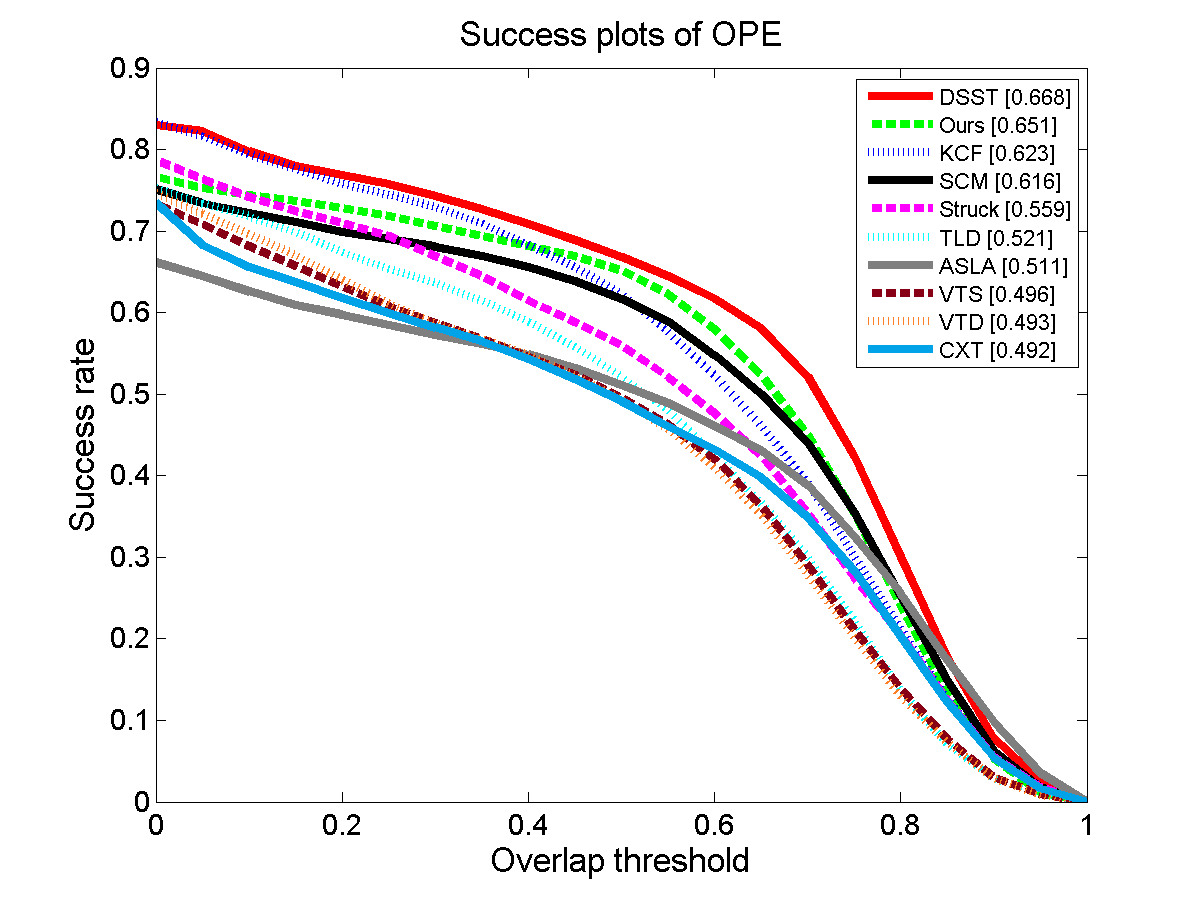 Success plots of OPE
0.9
0.8
0.7
0.6
0.5
0.4
0.3
0.2
0.1
0
Success rate
DSST [0.668]
Ours [0.651]
KCF [0.623]
SCM [0.616]
Struck [0.559]
TLD [0.521]
ASLA [0.511]
VTS [0.496]
VTD [0.493]
CXT [0.492]
0 0.2 0.4 0.6 0.8 1
Overlap threshold